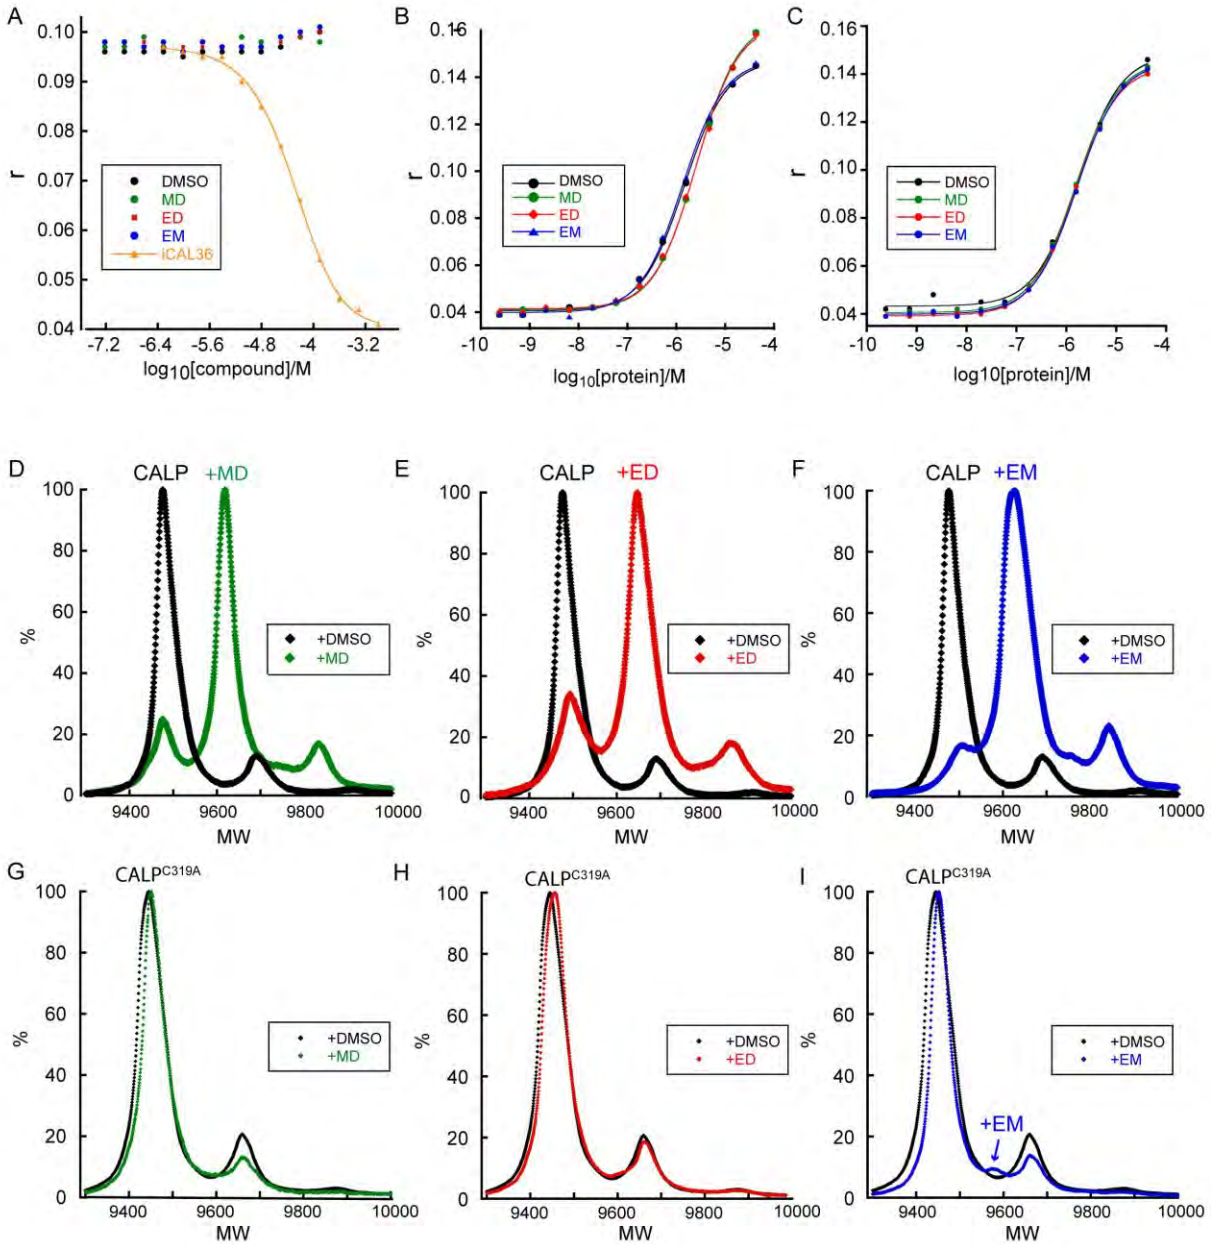 A
0.10
0.09
0.08
0.07
0.06
0.05
0.04
r
DMSO
MD
ED
EM
iCAL36
-7.2 -6.4 -5.6 -4.8 -4 -3.2
log10[compound]/M
B
0.16
0.14
0.12
0.10
0.08
0.06
0.04
r
DMSO
MD
ED
EM
-10 -9 -8 -7 -6 -5 -4
log10[protein]/M
C
0.16
0.14
0.12
0.10
0.08
0.06
0.04
r
DMSO
MD
ED
EM
-10 -9 -8 -7 -6 -5 -4
log10[protein]/M
D
CALP +MD
100
80
60
40
20
0
%
+DMSO
+MD
9400 9600 9800 10000
MW
E
CALP +ED
100
80
60
40
20
0
%
+DMSO
+ED
9400 9600 9800 10000
MW
F
CALP +EM
100
80
60
40
20
0
%
+DMSO
+EM
9400 9600 9800 10000
MW
G
CALPC319A
100
80
60
40
20
0
%
+DMSO
+MD
9400 9600 9800 10000
MW
H
CALPC319A
100
80
60
40
20
0
%
+DMSO
+ED
9400 9600 9800 10000
MW
I
CALPC319A
100
80
60
40
20
0
%
+DMSO
+EM
+EM
9400 9600 9800 10000
MW